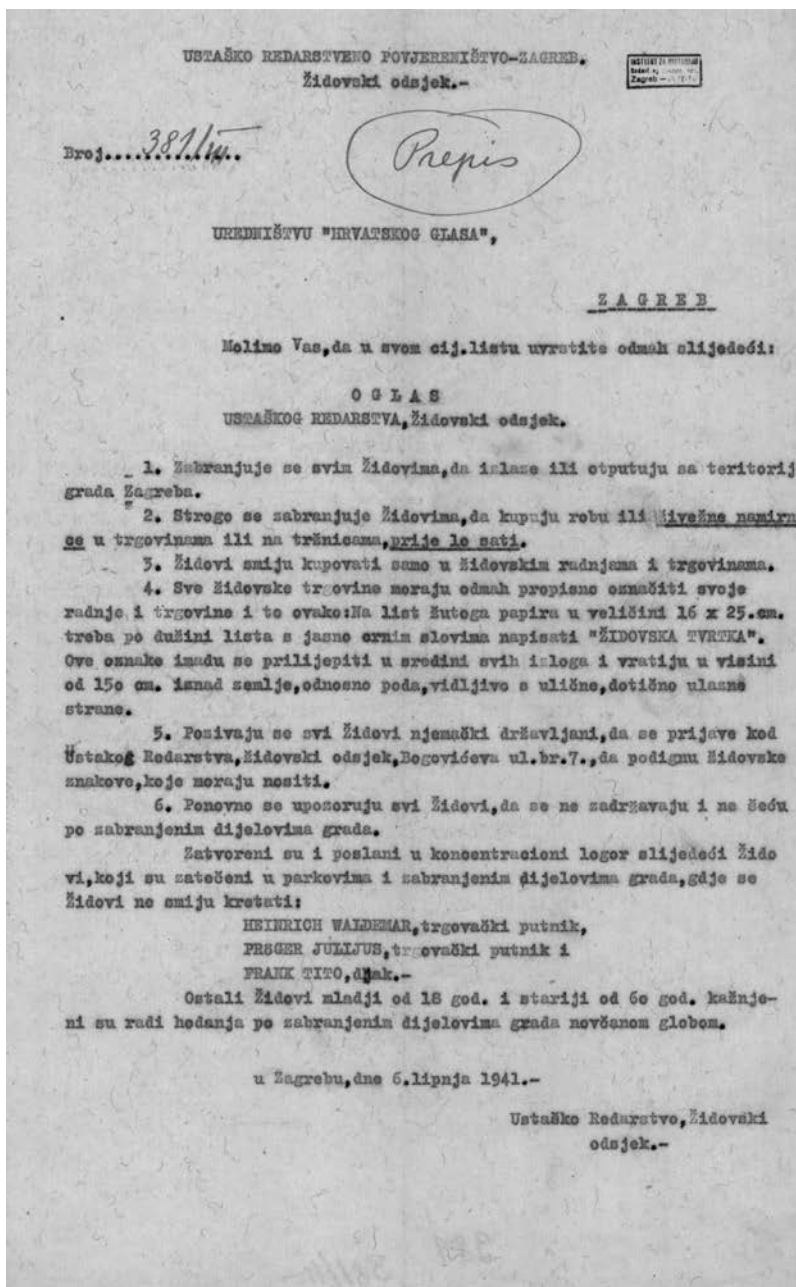 USTAŠKO REDARSTVENO POVJERENIŠTVO-ZAGREB.
Židovski odsjek.-
INSTITUT ZA HISTORIJU
Zagreb
Broj....381/III..
Prepis
UREDNIŠTVU "HRVATSKOG GLASA",
ZAGREB
Molimo Vas,da u svom cij.listu uvrstite odmah slijedeći:
OGLAS
USTAŠKOG REDARSTVA,Židovski odsjek.
1. Zabranjuje se svim Židovima,da izlaze ili otputuju sa teritorij
grada Zagreba.
2. Strogo se zabranjuje Židovima,da kupuju robu ili živežne namirn
ce u trgovinama ili na tržnicama,prije 1o sati.
3. Židovi smiju kupovati samo u židovskim radnjama i trgovinama.
4. Sve židovske trgovine moraju odmah propisno označiti svoje
radnje i trgovine i to ovako:Na list žutoga papira u veličini 16 x 25.cm.
treba po dužini lista s jasno crnim slovima napisati "ŽIDOVSKA TVRTKA".
Ove oznake imadu se prilijepiti u sredini svih izloga i vratiju u visini
od 15o cm. iznad zemlje,odnosno poda,vidljivo s ulične,dotično ulazne
strane.
5. Pozivaju se svi Židovi njemački državljani,da se prijave kod
Ustakog Redarstva,židovski odsjek,Bogovićeva ul.br.7.,da podignu židovske
znakove,koje moraju nositi.
6. Ponovno se upozoruju svi Židovi,da se ne zadržavaju i ne šeću
po zabranjenim dijelovima grada.
Zatvoreni su i poslani u koncentracioni logor slijedeći Žido
vi,koji su zatečeni u parkovima i zabranjenim dijelovima grada,gdje se
Židovi ne smiju kretati:
HEINRICH WALDEMAR,trgovački putnik,
PRSGER JULIJUS,trgovački putnik i
FRANK TITO,djak.-
Ostali Židovi mladji od 18 god. i stariji od 6o god. kažnje-
ni su radi hodanja po zabranjenim dijelovima grada novčanom globom.
u Zagrebu,dne 6.lipnja 1941.-
Ustaško Redarstvo,Židovski
odsjek.-